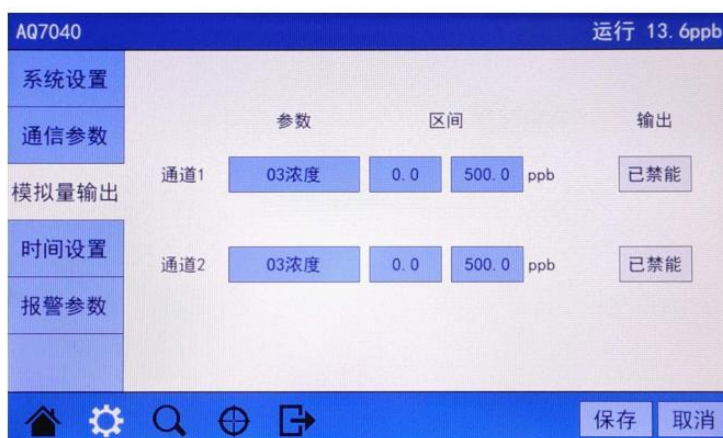 AQ7040 运行 13.6ppb
系统设置
通信参数
模拟量输出
时间设置
报警参数
参数 区间 输出
通道1 03浓度 0.0 500.0 ppb 已禁能
通道2 03浓度 0.0 500.0 ppb 已禁能
保存 取消